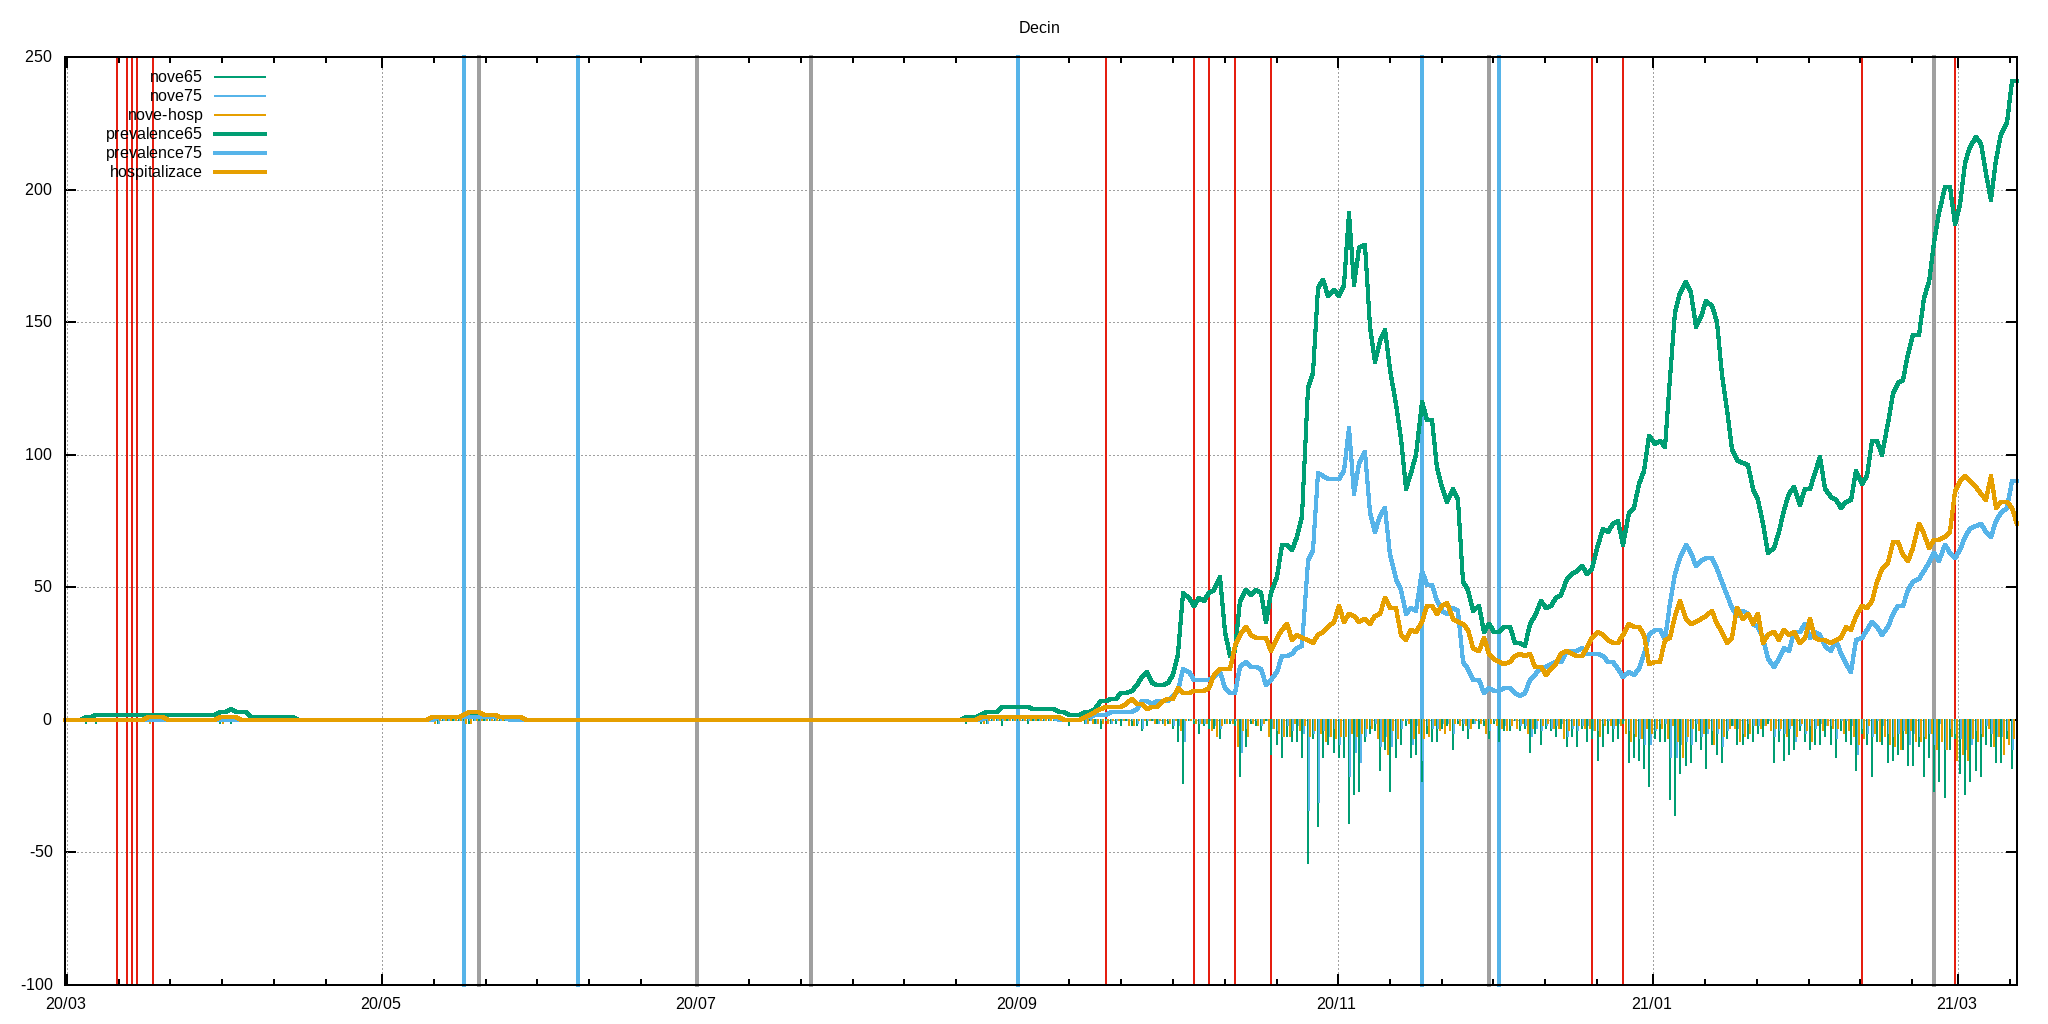 Decin
250
nove65
nove75
nove-hosp
prevalence65
prevalence75
hospitalizace
200
150
100
50
0
-50
-100
20/03 20/05 20/07 20/09 20/11 21/01 21/03